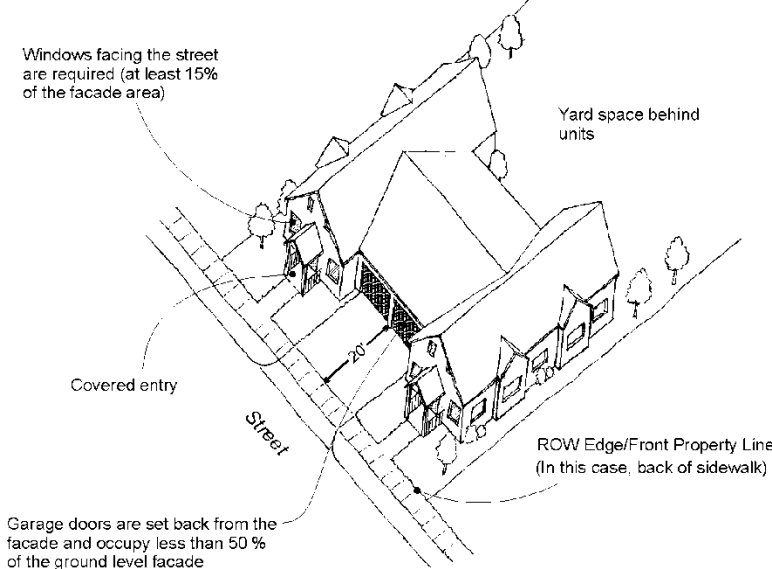 Windows facing the street
are required (at least 15%
of the facade area)
Yard space behind
units
20'
Covered entry
Street
ROW Edge/Front Property Line
(In this case, back of sidewalk)
Garage doors are set back from the
facade and occupy less than 50 %
of the ground level facade